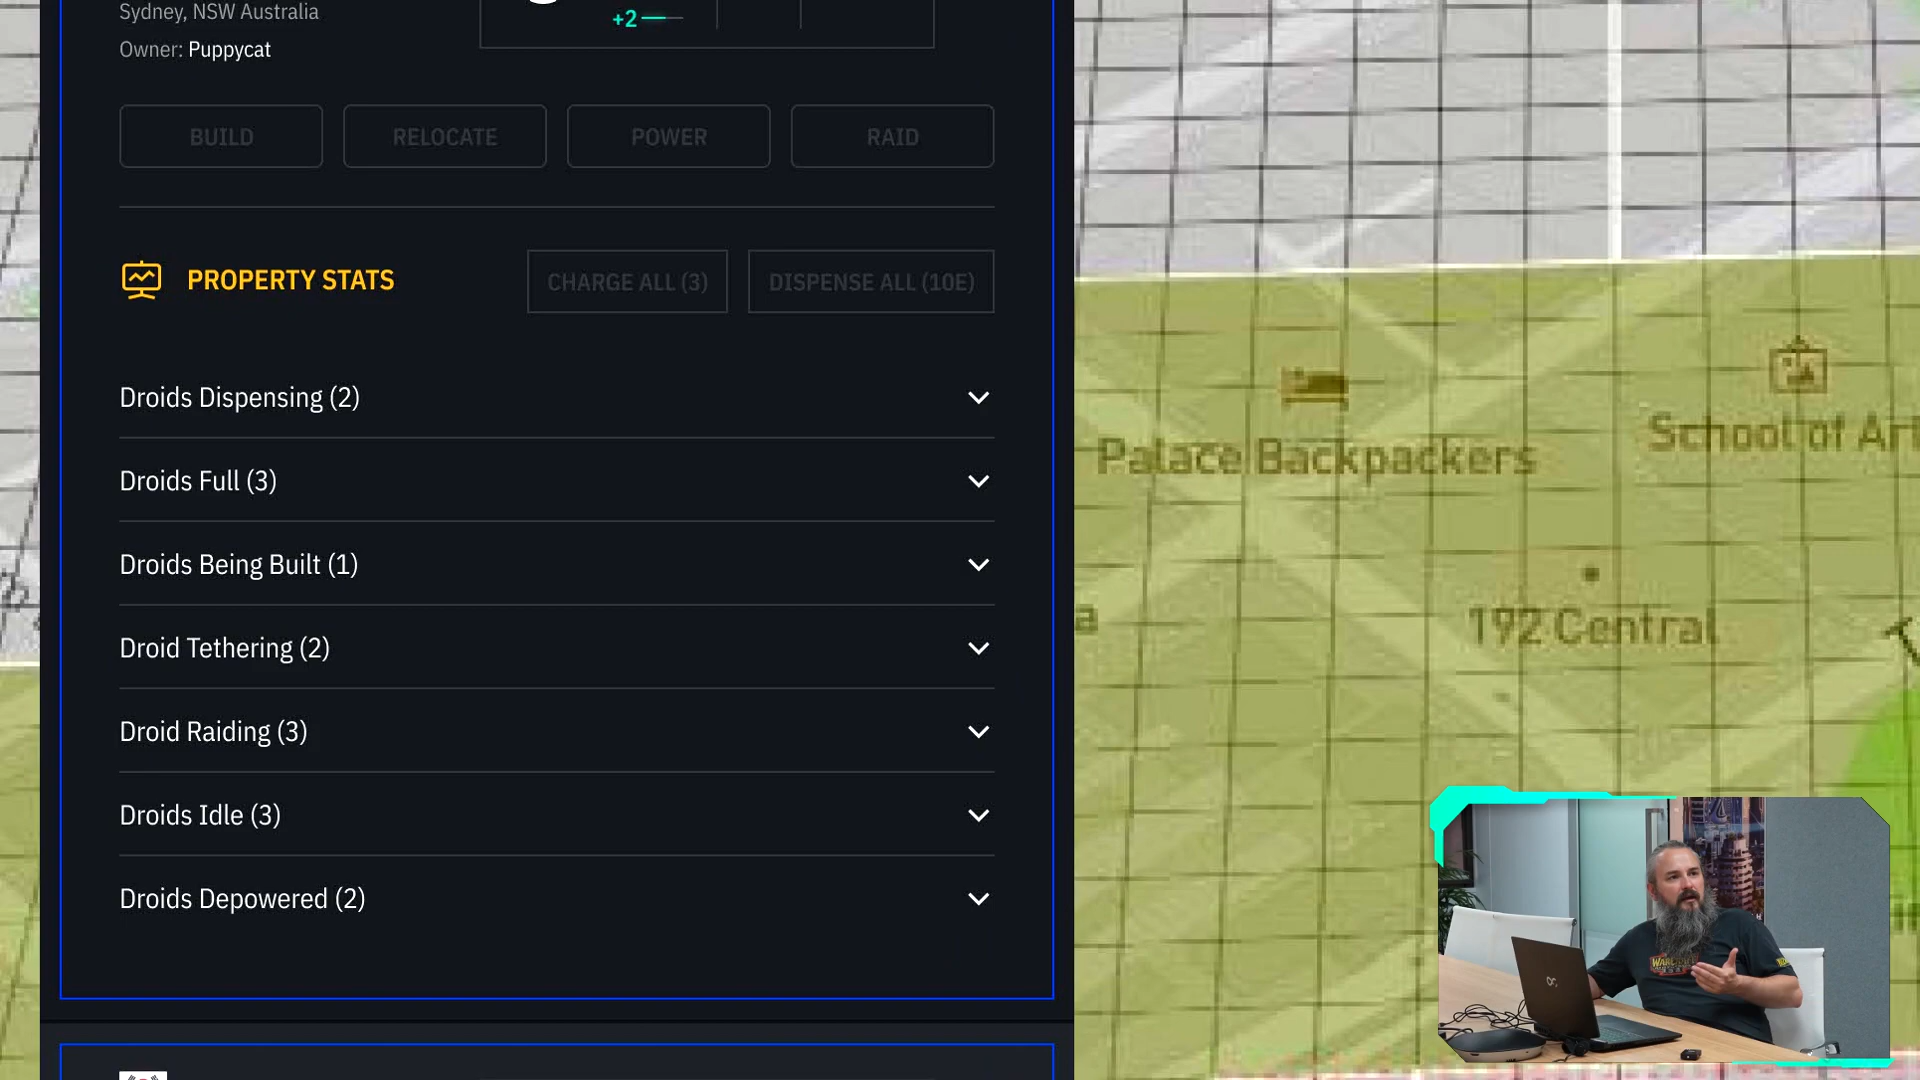 Sydney, NSW Australia
+2
Owner: Puppycat
BUILD
RELOCATE
POWER
RAID
PROPERTY STATS
CHARGE ALL (3)
DISPENSE ALL (10E)
Droids Dispensing (2)
Droids Full (3)
Droids Being Built (1)
Droid Tethering (2)
Droid Raiding (3)
Droids Idle (3)
Droids Depowered (2)
Palace Backpackers
School of Art
192 Central
a